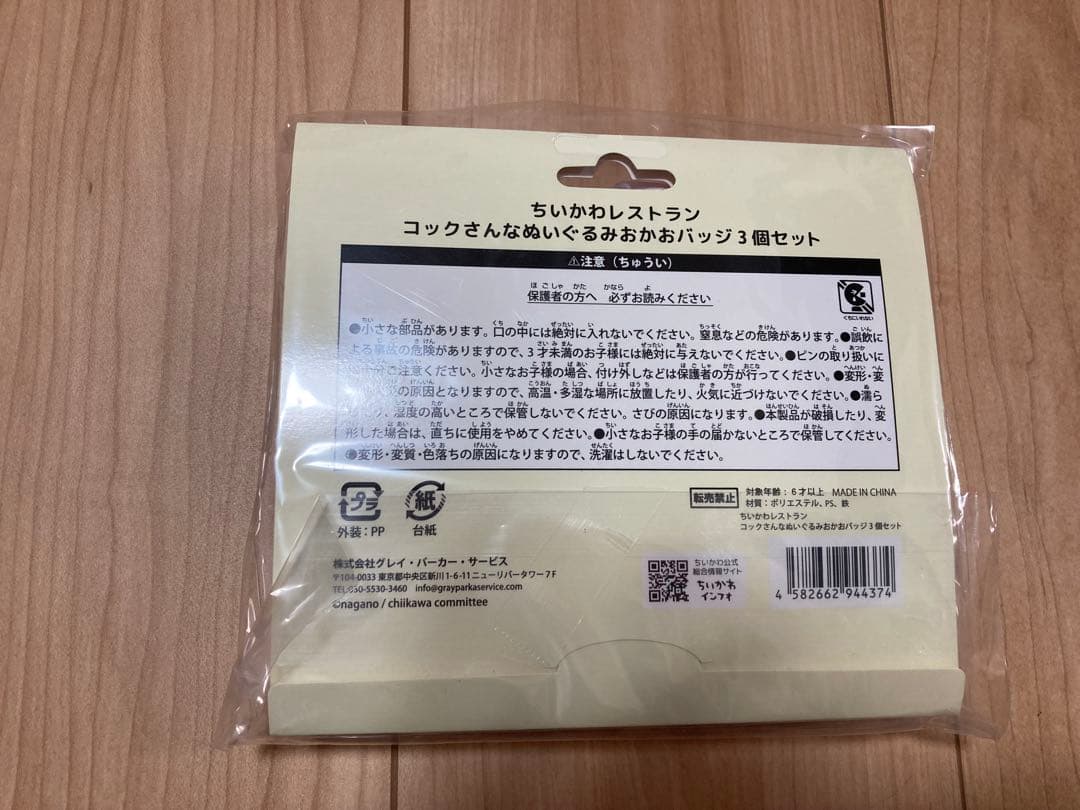 ちいかわレストラン
コックさんなぬいぐるみおかおバッジ3個セット
⚠注意（ちゅうい）
保護者の方へ 必ずお読みください
くちにいれない
●小さな部品があります。口の中には絶対に入れないでください。窒息などの危険があります。●誤飲に
よる事故の危険がありますので、3才未満のお子様には絶対に与えないでください。●ピンの取り扱いに
十分ご注意ください。小さなお子様の場合、付け外しなどは保護者の方が行ってください。●変形・変
の原因となりますので、高温・多湿な場所に放置したり、火気に近づけないでください。●濡ら
したり、湿度の高いところで保管しないでください。さびの原因になります。●本製品が破損したり、変
形した場合は、直ちに使用をやめてください。●小さなお子様の手の届かないところで保管してください。
●変形・変質・色落ちの原因になりますので、洗濯はしないでください。
プラ
外装：PP
紙
台紙
転売禁止
対象年齢：6才以上 MADE IN CHINA
材質：ポリエステル、PS、鉄
ちいかわレストラン
コックさんなぬいぐるみおかおバッジ3個セット
株式会社グレイ・パーカー・サービス
〒104-0033 東京都中央区新川1-6-11ニューリバータワー7F
TEL:050-5530-3460 info@grayparkaservice.com
©nagano / chiikawa committee
ちいかわ公式
総合情報サイト
ちいかわ
インフォ
4 582662 944374